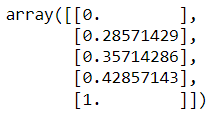 array([[0.        ],
       [0.28571429],
       [0.35714286],
       [0.42857143],
       [1.        ]])